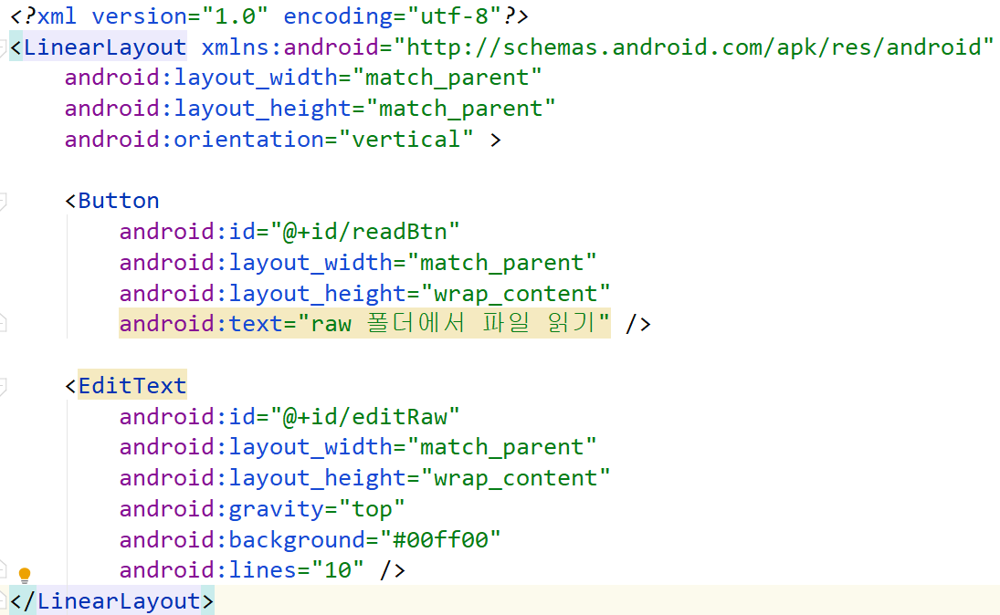 <?xml version="1.0" encoding="utf-8"?>
<LinearLayout xmlns:android="http://schemas.android.com/apk/res/android"
    android:layout_width="match_parent"
    android:layout_height="match_parent"
    android:orientation="vertical" >

    <Button
        android:id="@+id/readBtn"
        android:layout_width="match_parent"
        android:layout_height="wrap_content"
        android:text="raw 폴더에서 파일 읽기" />

    <EditText
        android:id="@+id/editRaw"
        android:layout_width="match_parent"
        android:layout_height="wrap_content"
        android:gravity="top"
        android:background="#00ff00"
        android:lines="10" />
</LinearLayout>